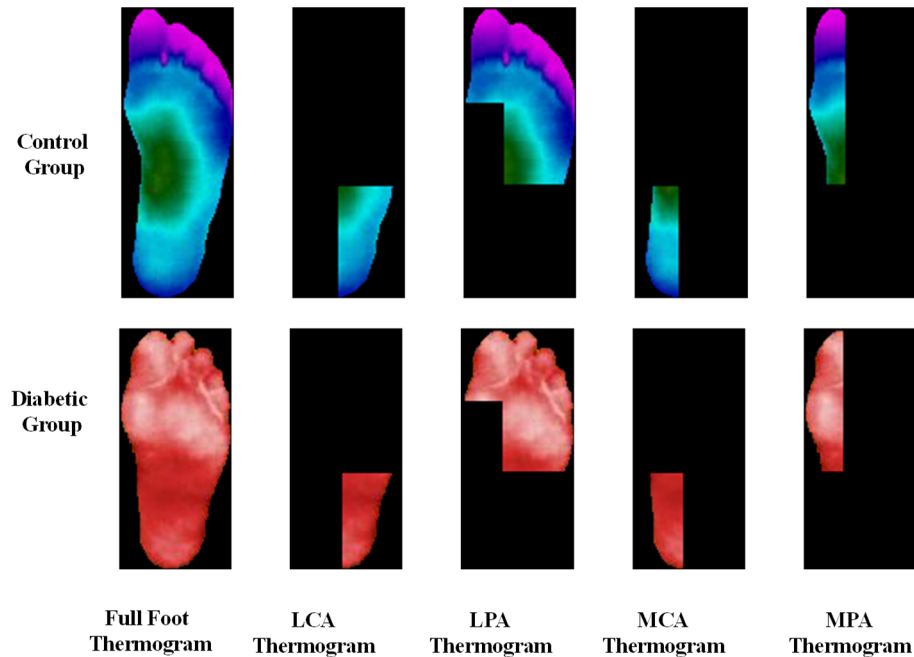 Control
Group
Diabetic
Group
Full Foot
Thermogram
LCA
Thermogram
LPA
Thermogram
MCA
Thermogram
MPA
Thermogram